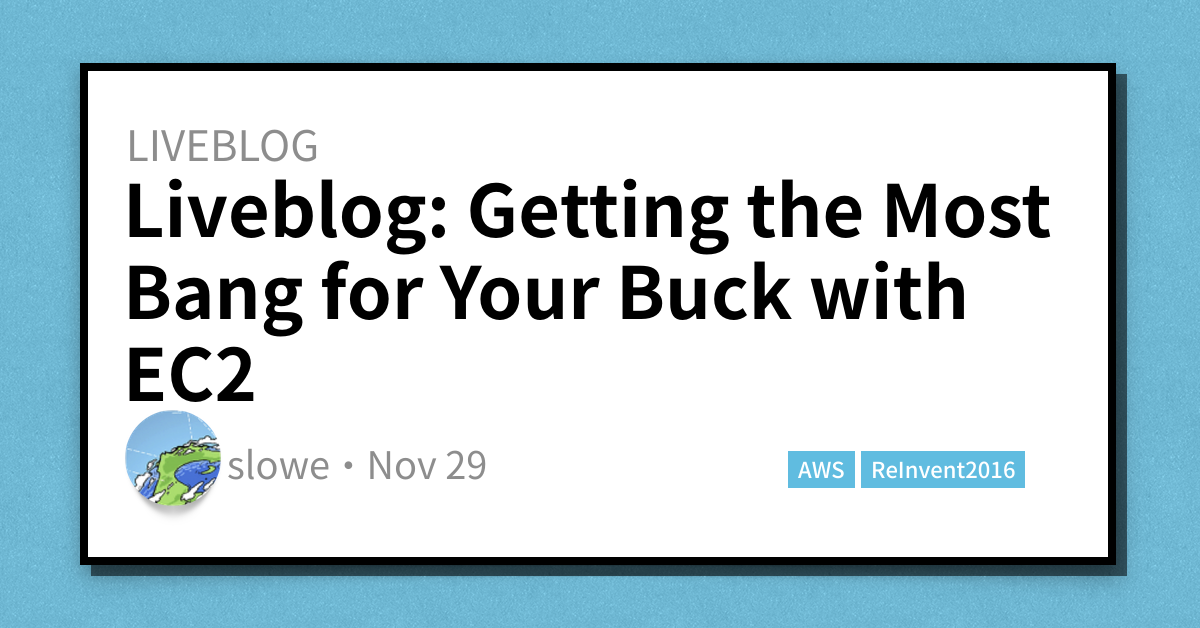 LIVEBLOG
Liveblog: Getting the Most
Bang for Your Buck with
EC2
slowe • Nov 29
AWS
ReInvent2016